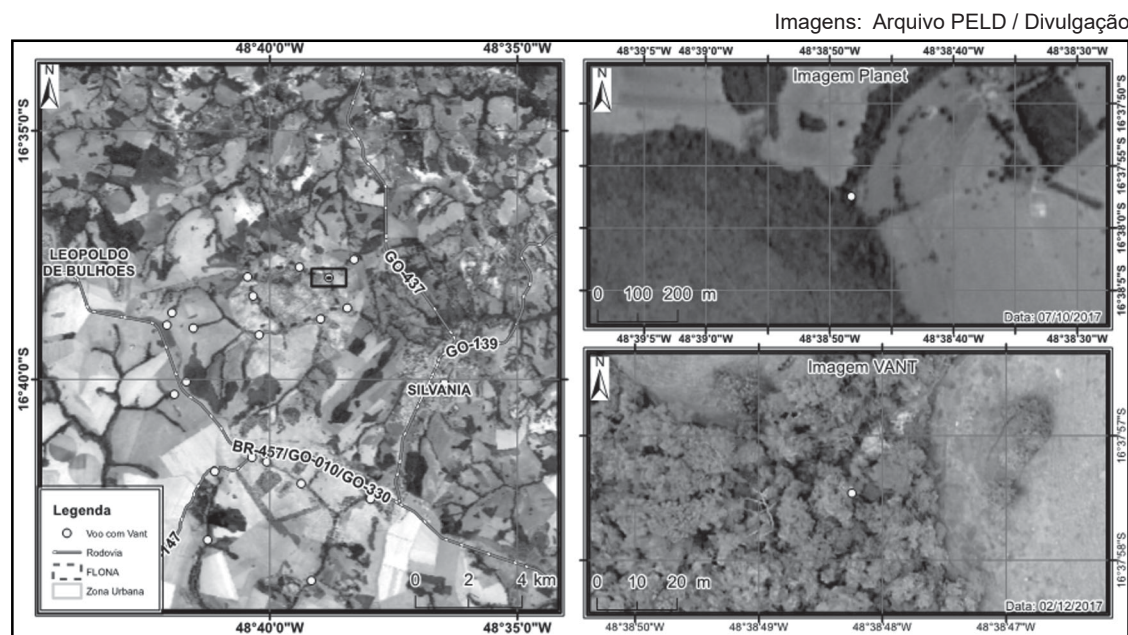 Imagens: Arquivo PELD / Divulgação
48°40'0"W
48°35'0"W
N
16°35'0"S
16°40'0"S
LEOPOLDO
DE BULHOES
GO-437
GO-139
SILVANIA
BR-457/GO-010/GO-330
147
Legenda
Voo com Vant
Rodovia
FLONA
Zona Urbana
0 2 4 km
48°40'0"W
48°35'0"W
48°39'5"W
48°39'0"W
48°38'50"W
48°38'40"W
48°38'30"W
N
Imagem Planet
16°37'50"S
16°37'55"S
16°38'0"S
16°38'5"S
0 100 200 m
Data: 07/10/2017
48°39'5"W
48°39'0"W
48°38'50"W
48°38'40"W
48°38'30"W
N
Imagem VANT
16°37'57"S
16°37'58"S
0 10 20 m
Data: 02/12/2017
48°38'50"W
48°38'49"W
48°38'48"W
48°38'47"W